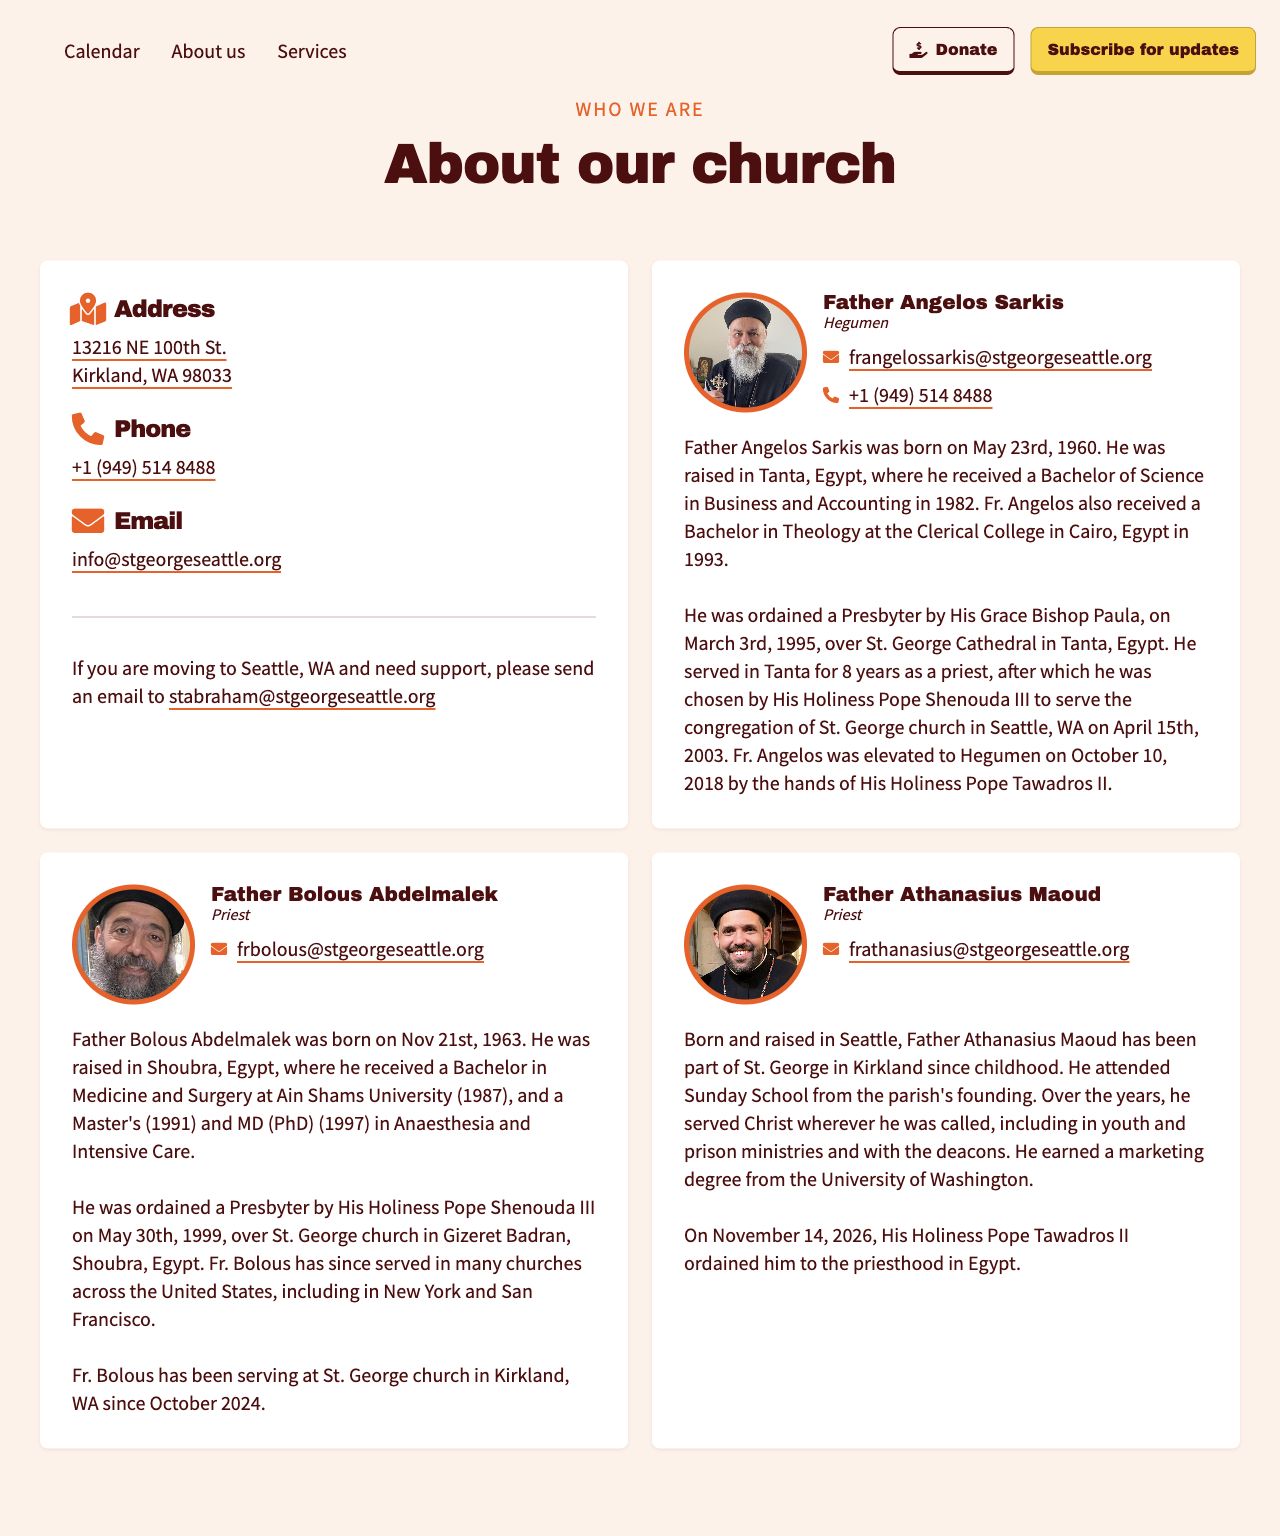 Calendar About us Services Donate Subscribe for updates
WHO WE ARE
About our church
Address
13216 NE 100th St.
Kirkland, WA 98033
Phone
+1 (949) 514 8488
Email
info@stgeorgeseattle.org
If you are moving to Seattle, WA and need support, please send
an email to stabraham@stgeorgeseattle.org
Father Angelos Sarkis
Hegumen
frangelossarkis@stgeorgeseattle.org
+1 (949) 514 8488
Father Angelos Sarkis was born on May 23rd, 1960. He was
raised in Tanta, Egypt, where he received a Bachelor of Science
in Business and Accounting in 1982. Fr. Angelos also received a
Bachelor in Theology at the Clerical College in Cairo, Egypt in
1993.
He was ordained a Presbyter by His Grace Bishop Paula, on
March 3rd, 1995, over St. George Cathedral in Tanta, Egypt. He
served in Tanta for 8 years as a priest, after which he was
chosen by His Holiness Pope Shenouda III to serve the
congregation of St. George church in Seattle, WA on April 15th,
2003. Fr. Angelos was elevated to Hegumen on October 10,
2018 by the hands of His Holiness Pope Tawadros II.
Father Bolous Abdelmalek
Priest
frbolous@stgeorgeseattle.org
Father Bolous Abdelmalek was born on Nov 21st, 1963. He was
raised in Shoubra, Egypt, where he received a Bachelor in
Medicine and Surgery at Ain Shams University (1987), and a
Master's (1991) and MD (PhD) (1997) in Anaesthesia and
Intensive Care.
He was ordained a Presbyter by His Holiness Pope Shenouda III
on May 30th, 1999, over St. George church in Gizeret Badran,
Shoubra, Egypt. Fr. Bolous has since served in many churches
across the United States, including in New York and San
Francisco.
Fr. Bolous has been serving at St. George church in Kirkland,
WA since October 2024.
Father Athanasius Maoud
Priest
frathanasius@stgeorgeseattle.org
Born and raised in Seattle, Father Athanasius Maoud has been
part of St. George in Kirkland since childhood. He attended
Sunday School from the parish's founding. Over the years, he
served Christ wherever he was called, including in youth and
prison ministries and with the deacons. He earned a marketing
degree from the University of Washington.
On November 14, 2026, His Holiness Pope Tawadros II
ordained him to the priesthood in Egypt.